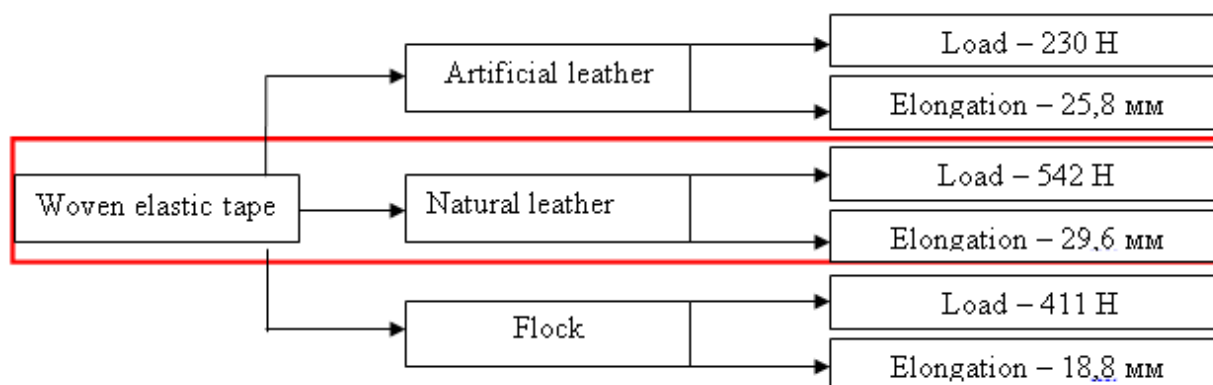 Load – 230 Н
Artificial leather
Elongation – 25,8 мм
Load – 542 Н
Woven elastic tape
Natural leather
Elongation – 29,6 мм
Load – 411 Н
Flock
Elongation – 18,8 мм